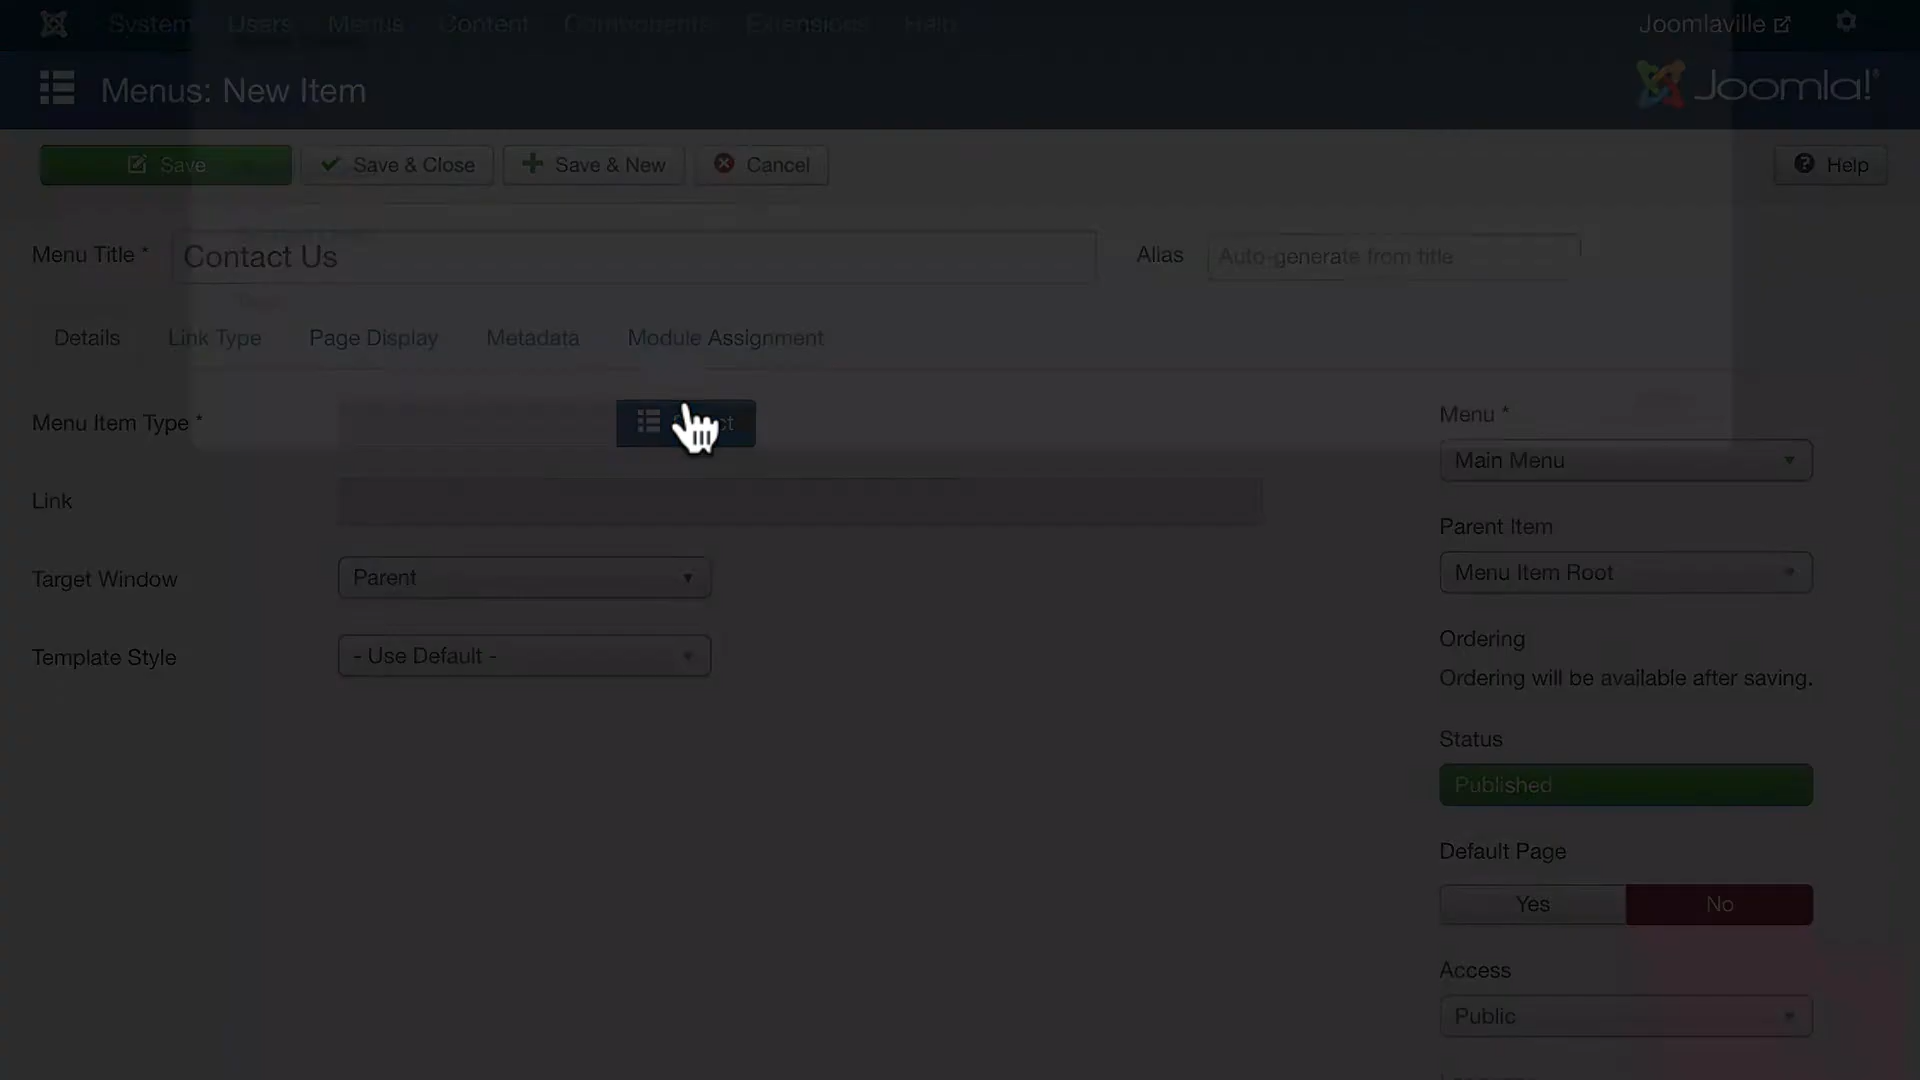 System Users Menus Content Components Extensions Help Joomlaville
Menus: New Item Joomla!
Save Save & Close Save & New Cancel Help
Menu Title * Contact Us Alias Auto-generate from title
Details Link Type Page Display Metadata Module Assignment
Menu Item Type *
Menu *
Main Menu
Link
Parent Item
Target Window Parent
Menu Item Root
Ordering
Template Style - Use Default -
Ordering will be available after saving.
Status
Published
Default Page
Yes No
Access
Public